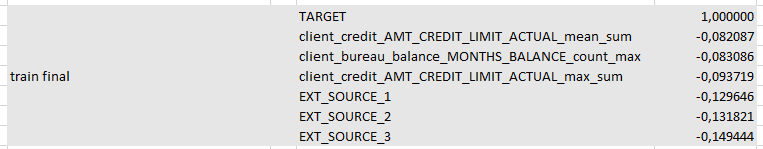 TARGET 1,000000
client_credit_AMT_CREDIT_LIMIT_ACTUAL_mean_sum -0,082087
client_bureau_balance_MONTHS_BALANCE_count_max -0,083086
train final client_credit_AMT_CREDIT_LIMIT_ACTUAL_max_sum -0,093719
EXT_SOURCE_1 -0,129646
EXT_SOURCE_2 -0,131821
EXT_SOURCE_3 -0,149444